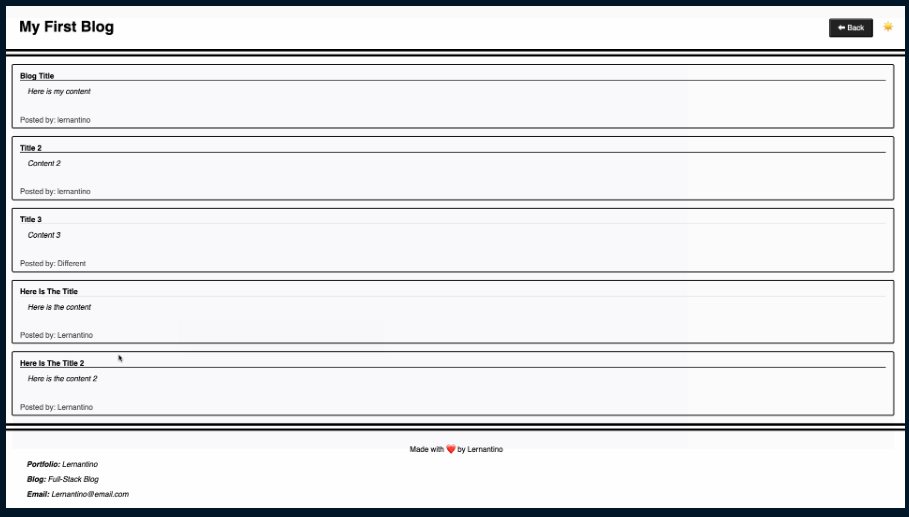 My First Blog
⬅ Back ☀️
Blog Title
Here is my content
Posted by: lernantino
Title 2
Content 2
Posted by: lernantino
Title 3
Content 3
Posted by: Different
Here Is The Title
Here is the content
Posted by: Lernantino
Here Is The Title 2
Here is the content 2
Posted by: Lernantino
Made with ❤️ by Lernantino
Portfolio: Lernantino
Blog: Full-Stack Blog
Email: Lernantino@email.com